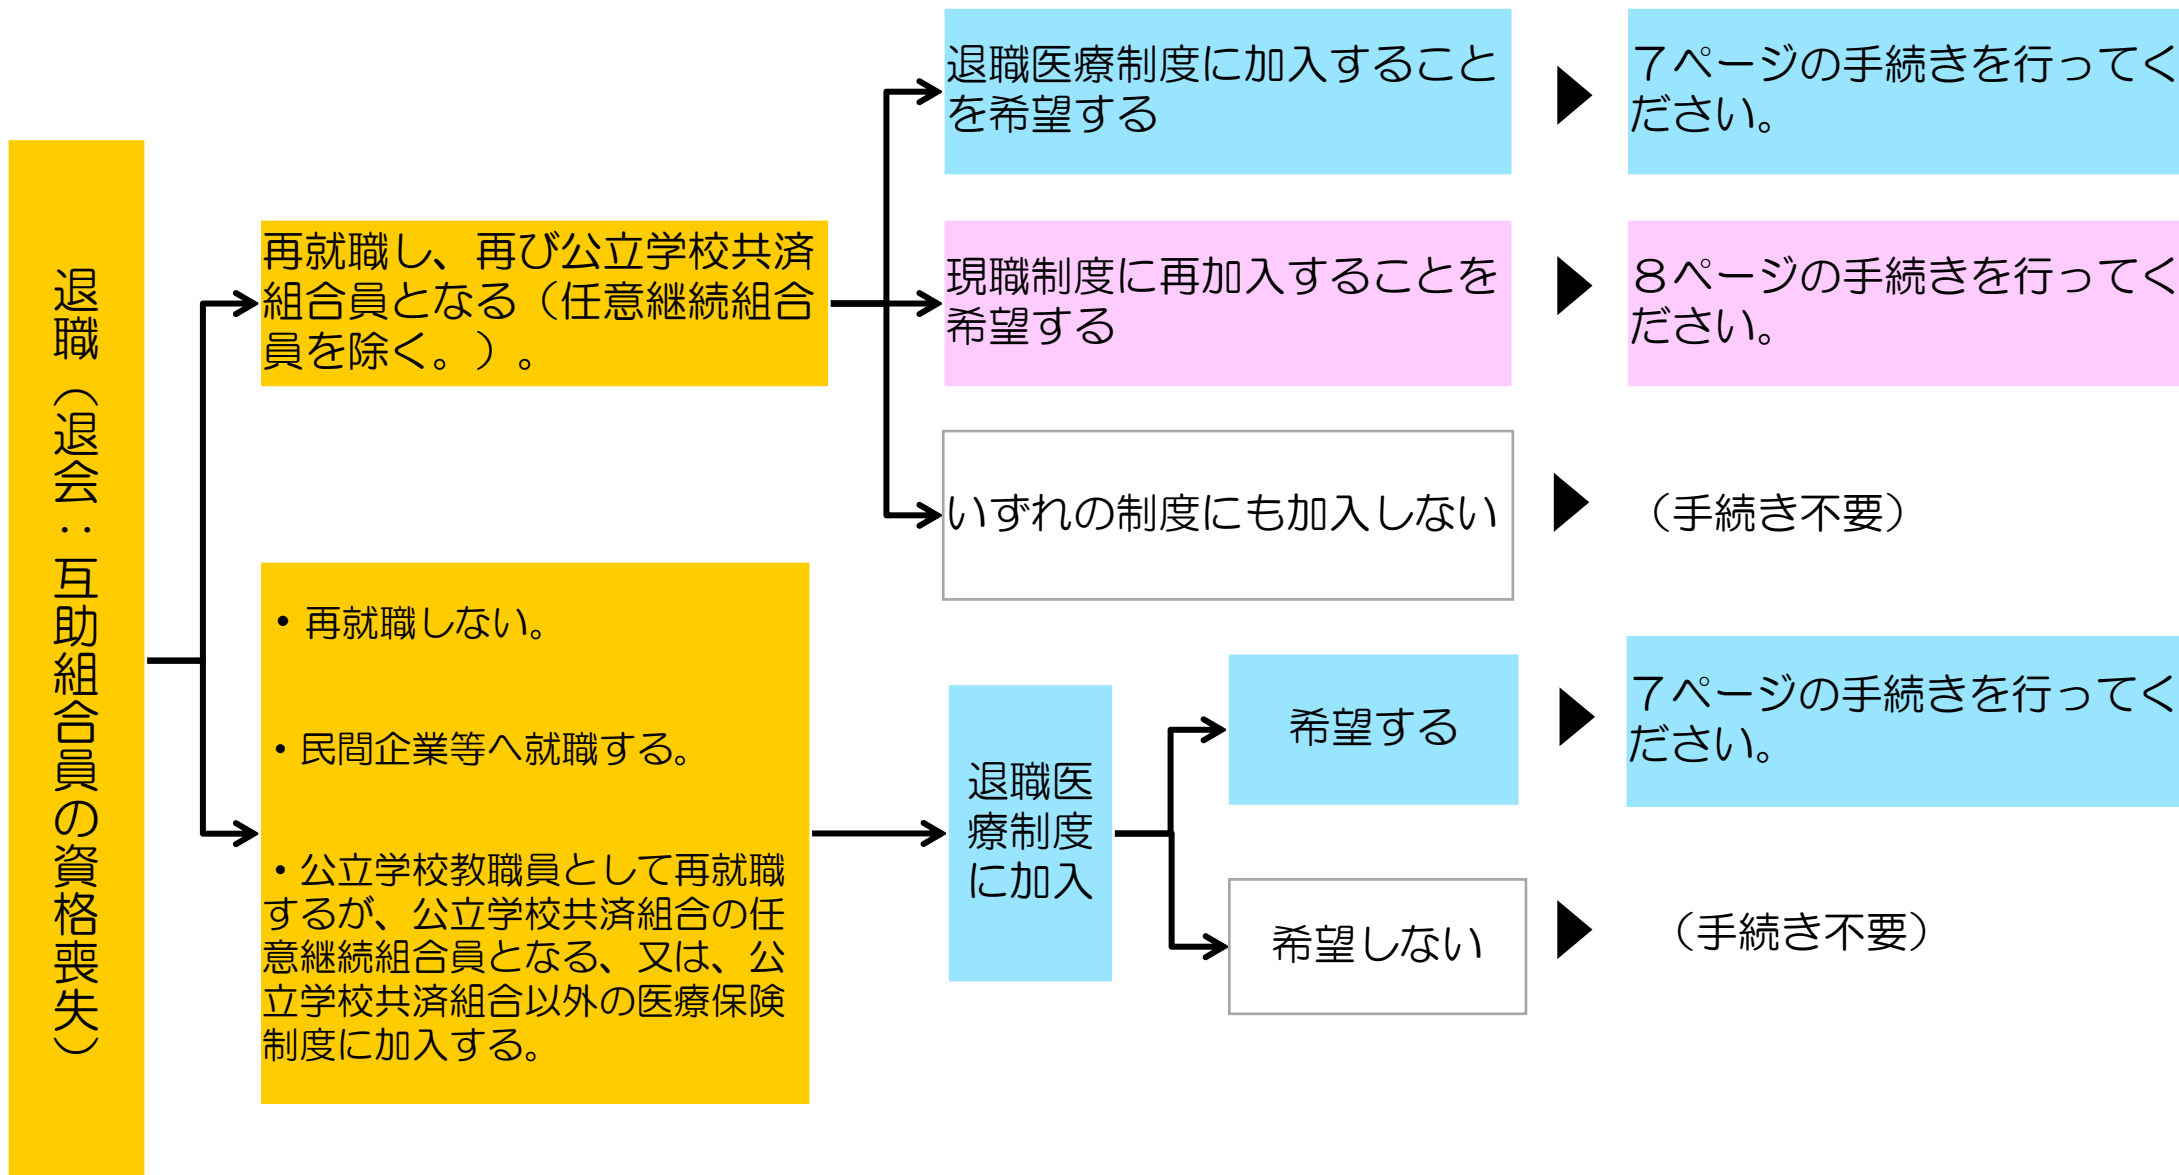 退職（退会：互助組合員の資格喪失）
再就職し、再び公立学校共済
組合員となる（任意継続組合
員を除く。）。
退職医療制度に加入すること
を希望する
７ページの手続きを行ってく
ださい。
現職制度に再加入することを
希望する
８ページの手続きを行ってく
ださい。
いずれの制度にも加入しない
（手続き不要）
・再就職しない。
・民間企業等へ就職する。
・公立学校教職員として再就職
するが、公立学校共済組合の任
意継続組合員となる、又は、公
立学校共済組合以外の医療保険
制度に加入する。
退職医
療制度
に加入
希望する
７ページの手続きを行ってく
ださい。
希望しない
（手続き不要）